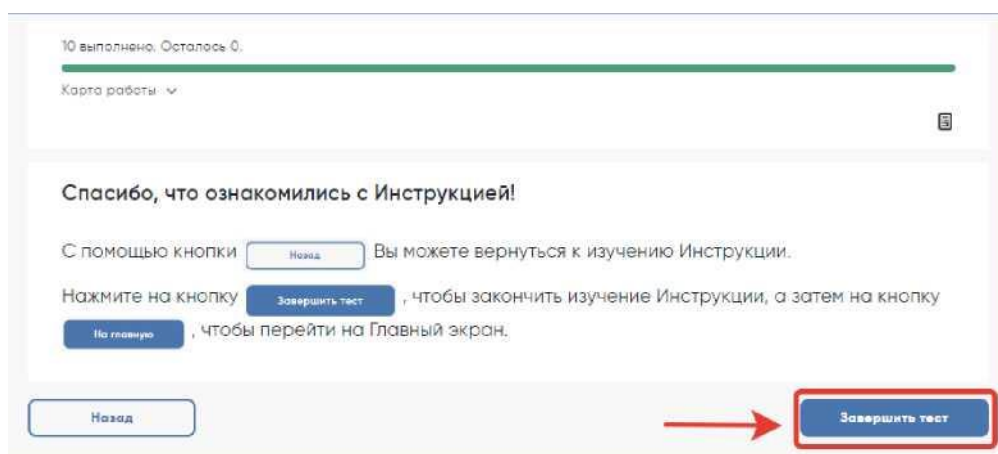 10 выполнено. Осталось 0.
Карта работы
Спасибо, что ознакомились с Инструкцией!
С помощью кнопки Назад Вы можете вернуться к изучению Инструкции.
Нажмите на кнопку Завершить тест , чтобы закончить изучение Инструкции, а затем на кнопку
На главную , чтобы перейти на Главный экран.
Назад Завершить тест